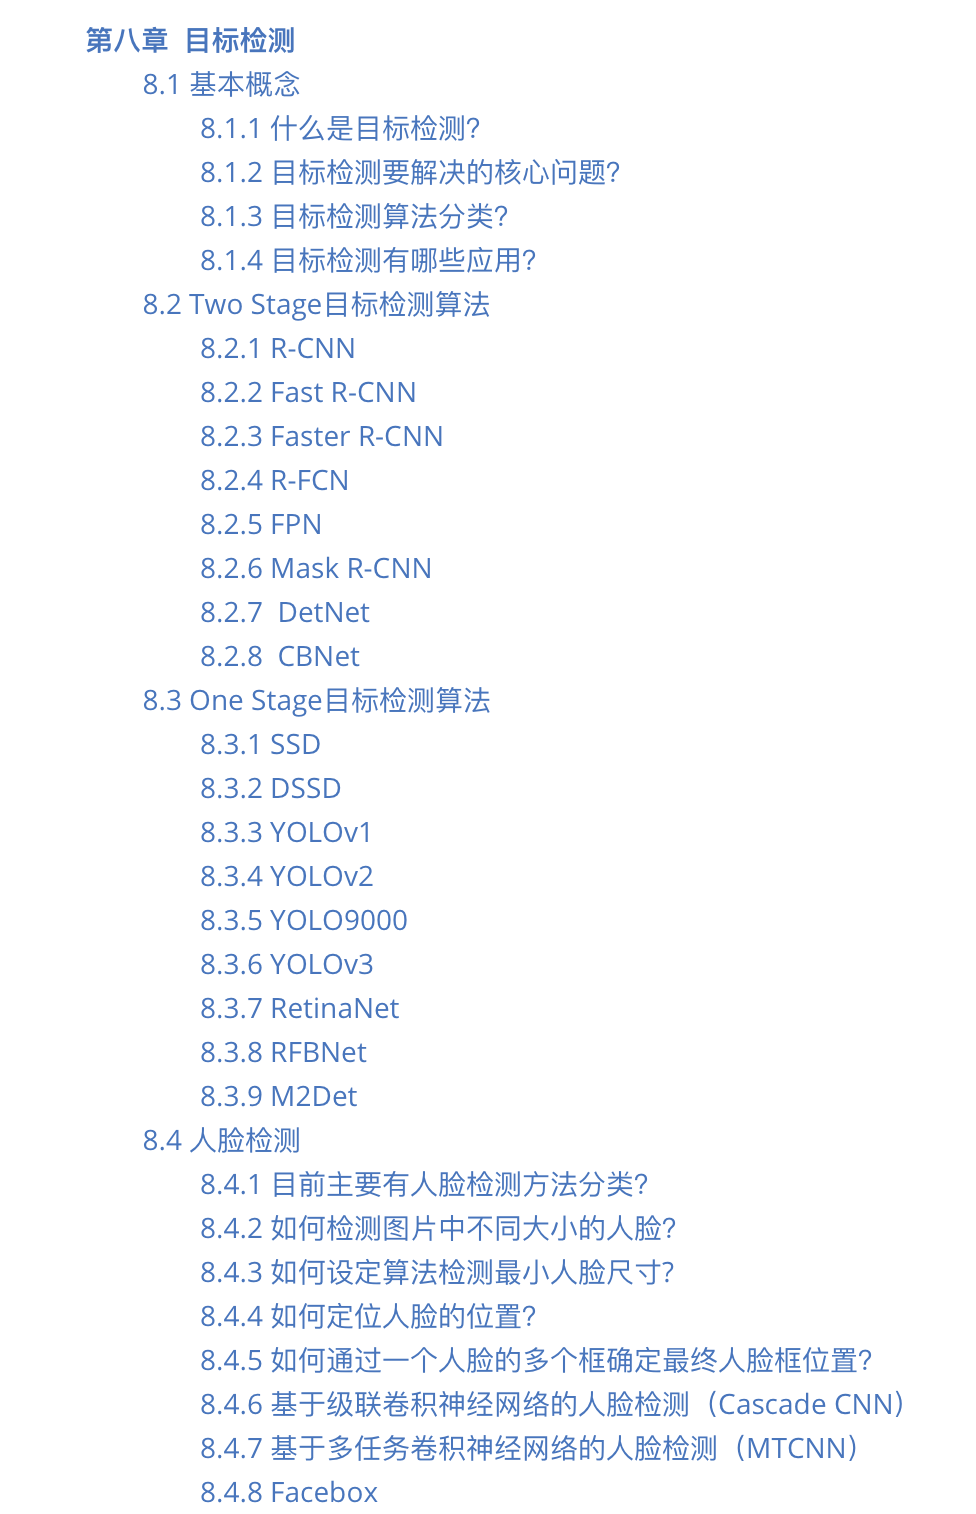 第八章 目标检测
8.1 基本概念
8.1.1 什么是目标检测？
8.1.2 目标检测要解决的核心问题？
8.1.3 目标检测算法分类？
8.1.4 目标检测有哪些应用？
8.2 Two Stage目标检测算法
8.2.1 R-CNN
8.2.2 Fast R-CNN
8.2.3 Faster R-CNN
8.2.4 R-FCN
8.2.5 FPN
8.2.6 Mask R-CNN
8.2.7 DetNet
8.2.8 CBNet
8.3 One Stage目标检测算法
8.3.1 SSD
8.3.2 DSSD
8.3.3 YOLOv1
8.3.4 YOLOv2
8.3.5 YOLO9000
8.3.6 YOLOv3
8.3.7 RetinaNet
8.3.8 RFBNet
8.3.9 M2Det
8.4 人脸检测
8.4.1 目前主要有人脸检测方法分类？
8.4.2 如何检测图片中不同大小的人脸？
8.4.3 如何设定算法检测最小人脸尺寸?
8.4.4 如何定位人脸的位置？
8.4.5 如何通过一个人脸的多个框确定最终人脸框位置？
8.4.6 基于级联卷积神经网络的人脸检测（Cascade CNN）
8.4.7 基于多任务卷积神经网络的人脸检测（MTCNN）
8.4.8 Facebox